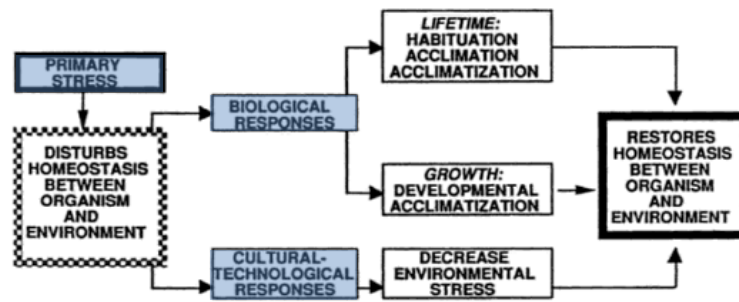 PRIMARY
STRESS
DISTURBS
HOMEOSTASIS
BETWEEN
ORGANISM
AND
ENVIRONMENT
BIOLOGICAL
RESPONSES
LIFETIME:
HABITUATION
ACCLIMATION
ACCLIMATIZATION
GROWTH:
DEVELOPMENTAL
ACCLIMATIZATION
CULTURAL-
TECHNOLOGICAL
RESPONSES
DECREASE
ENVIRONMENTAL
STRESS
RESTORES
HOMEOSTASIS
BETWEEN
ORGANISM
AND
ENVIRONMENT